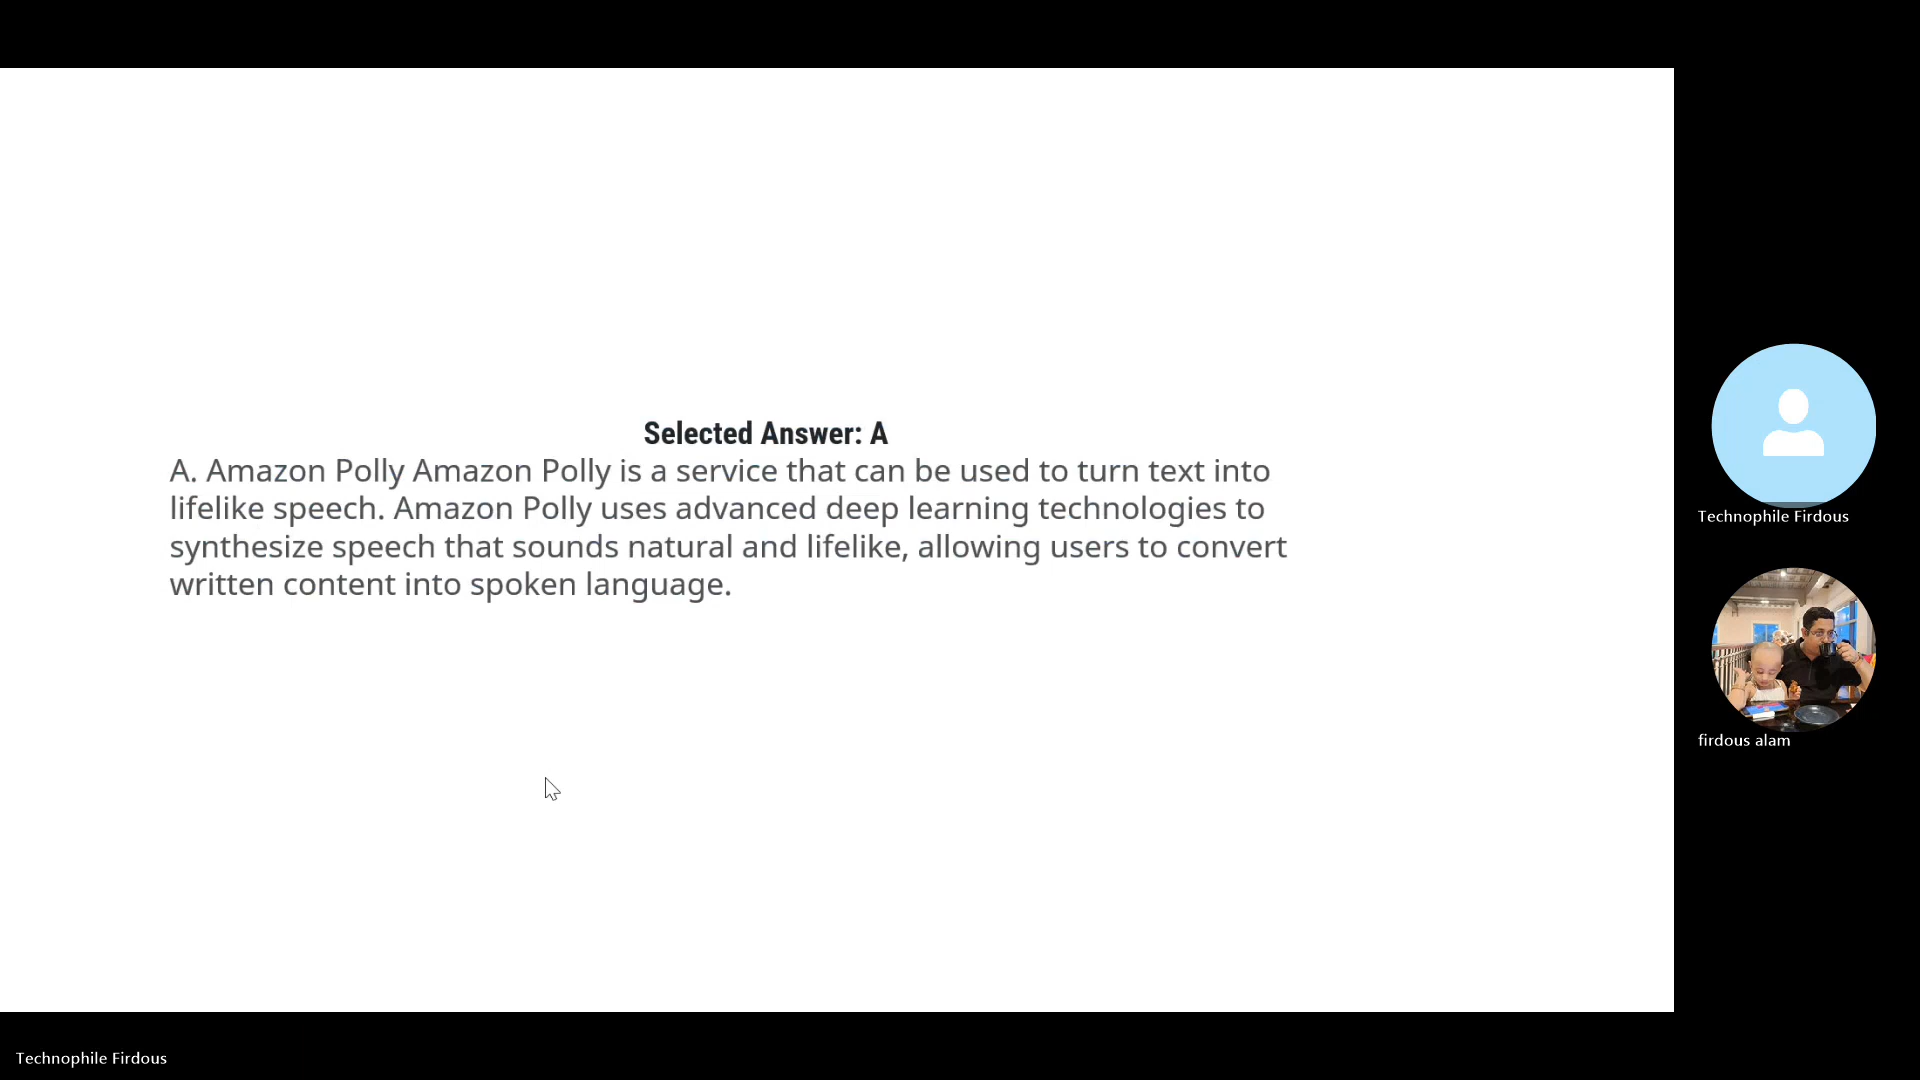 Selected Answer: A
A. Amazon Polly Amazon Polly is a service that can be used to turn text into
lifelike speech. Amazon Polly uses advanced deep learning technologies to
synthesize speech that sounds natural and lifelike, allowing users to convert
written content into spoken language.
Technophile Firdous
firdous alam
Technophile Firdous